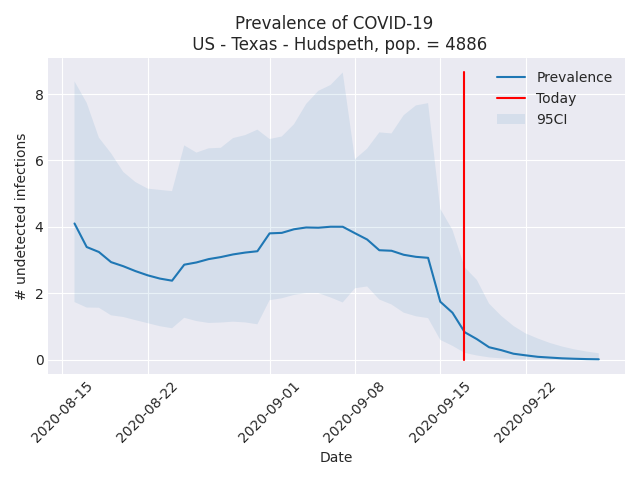 Prevalence of COVID-19
US - Texas - Hudspeth, pop. = 4886
Prevalence
Today
95CI
# undetected infections
8
6
4
2
0
2020-08-15
2020-08-22
2020-09-01
2020-09-08
2020-09-15
2020-09-22
Date